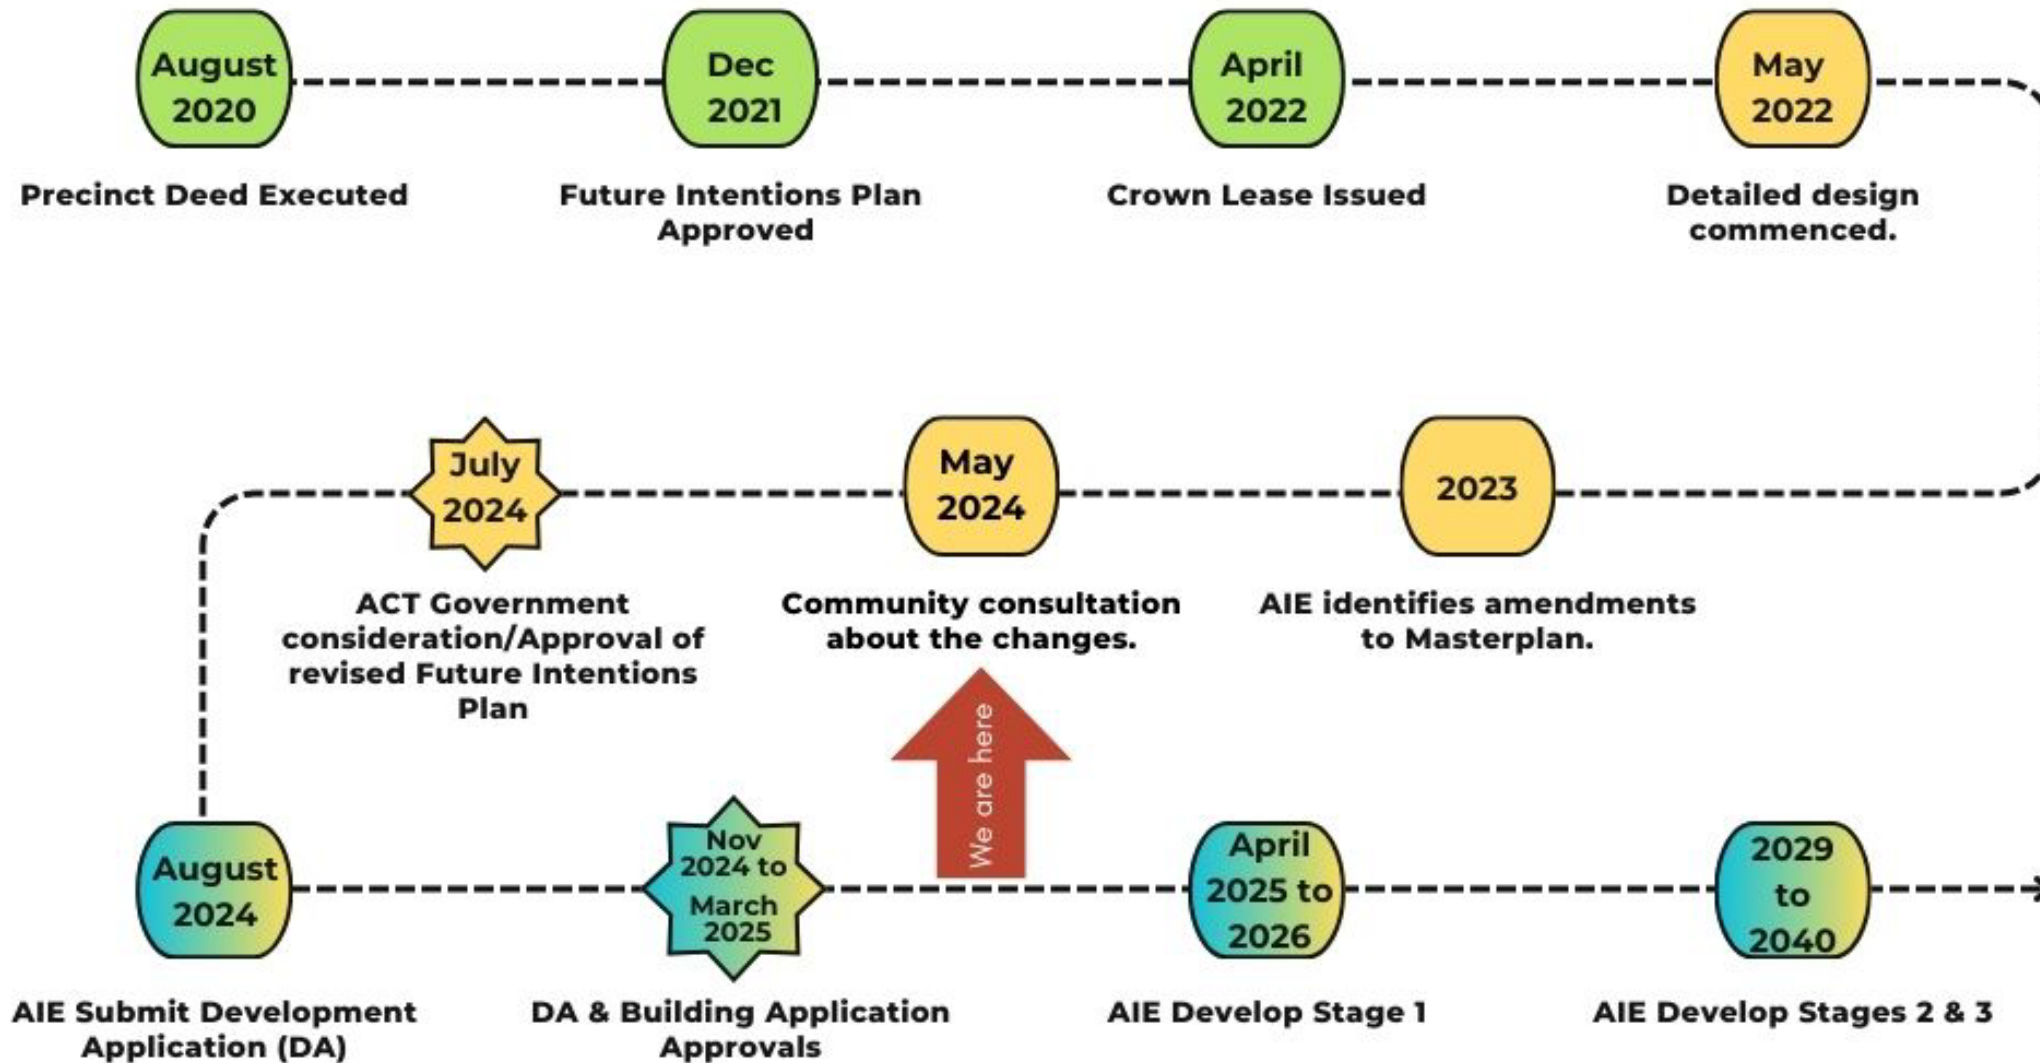 August
2020
Precinct Deed Executed
Dec
2021
Future Intentions Plan
Approved
April
2022
Crown Lease Issued
May
2022
Detailed design
commenced.
2023
AIE identifies amendments
to Masterplan.
May
2024
Community consultation
about the changes.
We are here
July
2024
ACT Government
consideration/Approval of
revised Future Intentions
Plan
August
2024
AIE Submit Development
Application (DA)
Nov
2024 to
March
2025
DA & Building Application
Approvals
April
2025 to
2026
AIE Develop Stage 1
2029
to
2040
AIE Develop Stages 2 & 3